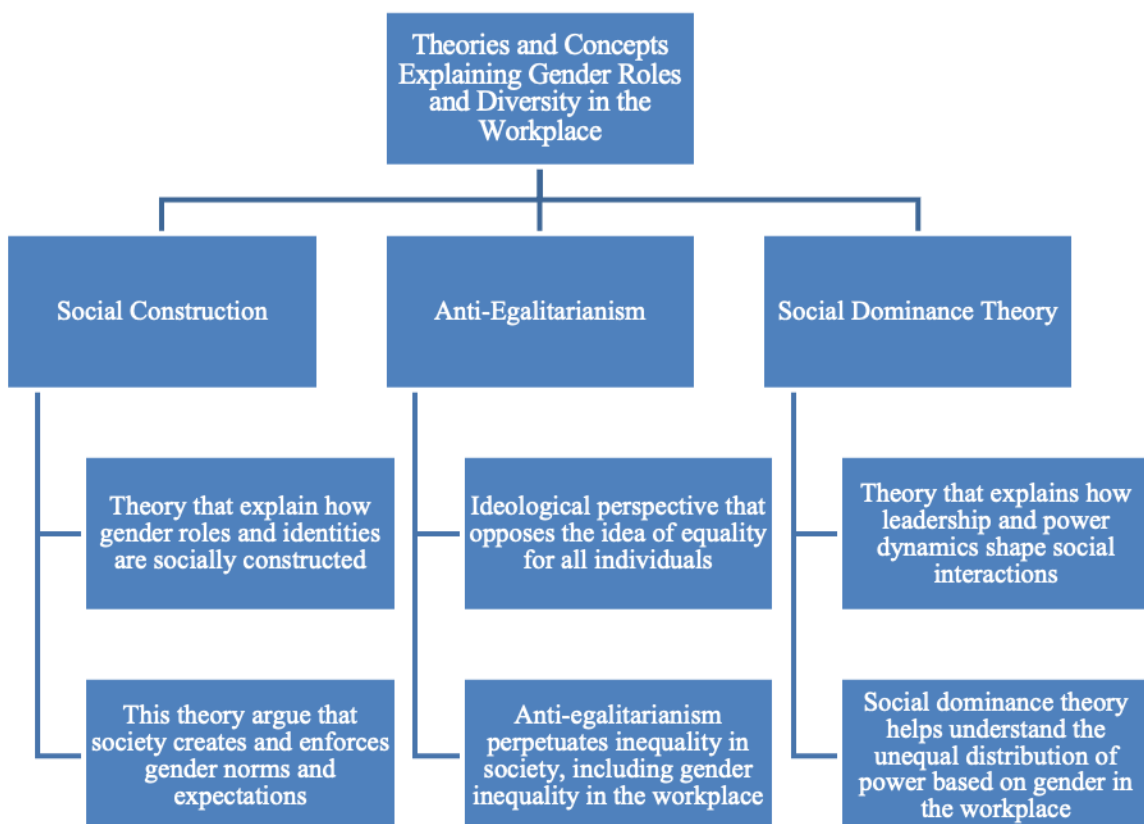 Theories and Concepts
Explaining Gender Roles
and Diversity in the
Workplace
Social Construction
Anti-Egalitarianism
Social Dominance Theory
Theory that explain how
gender roles and identities
are socially constructed
Ideological perspective that
opposes the idea of equality
for all individuals
Theory that explains how
leadership and power
dynamics shape social
interactions
This theory argue that
society creates and enforces
gender norms and
expectations
Anti-egalitarianism
perpetuates inequality in
society, including gender
inequality in the workplace
Social dominance theory
helps understand the
unequal distribution of
power based on gender in
the workplace